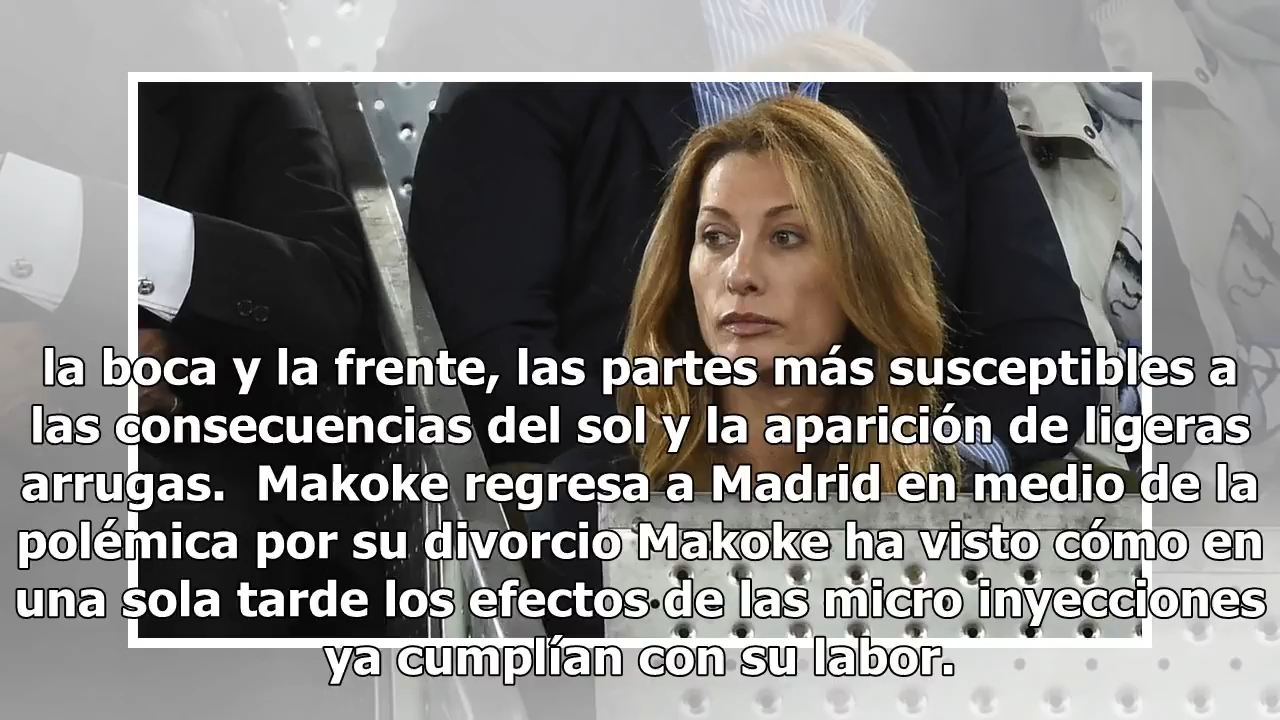 la boca y la frente, las partes más susceptibles a
las consecuencias del sol y la aparición de ligeras
arrugas.  Makoke regresa a Madrid en medio de la
polémica por su divorcio Makoke ha visto cómo en
una sola tarde los efectos de las micro inyecciones
ya cumplían con su labor.